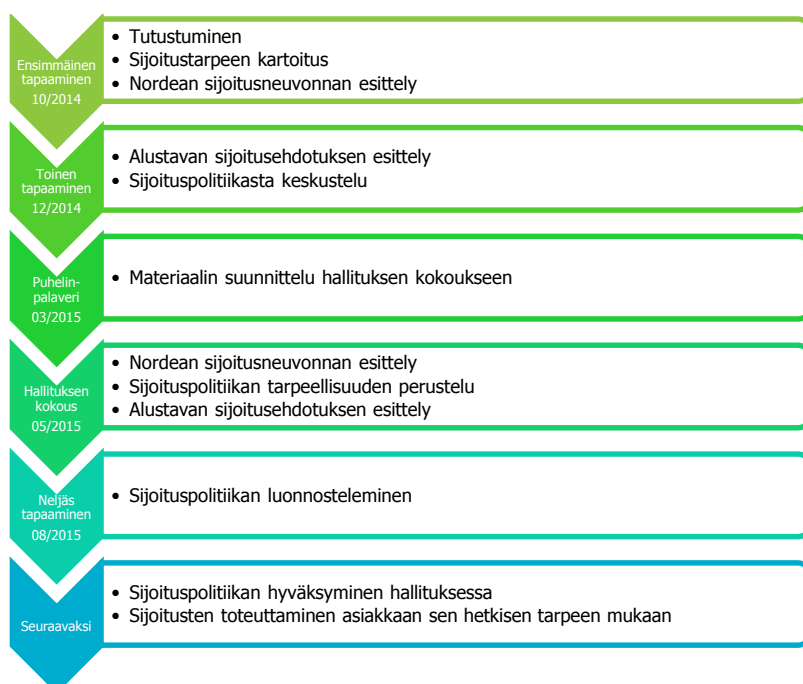 Ensimmäinen
tapaaminen
10/2014
• Tutustuminen
• Sijoitustarpeen kartoitus
• Nordean sijoitusneuvonnan esittely
Toinen
tapaaminen
12/2014
• Alustavan sijoitusehdotuksen esittely
• Sijoituspolitiikasta keskustelu
Puhelin-
palaveri
03/2015
• Materiaalin suunnittelu hallituksen kokoukseen
Hallituksen
kokous
05/2015
• Nordean sijoitusneuvonnan esittely
• Sijoituspolitiikan tarpeellisuuden perustelu
• Alustavan sijoitusehdotuksen esittely
Neljäs
tapaaminen
08/2015
• Sijoituspolitiikan luonnosteleminen
Seuraavaksi
• Sijoituspolitiikan hyväksyminen hallituksessa
• Sijoitusten toteuttaminen asiakkaan sen hetkisen tarpeen mukaan